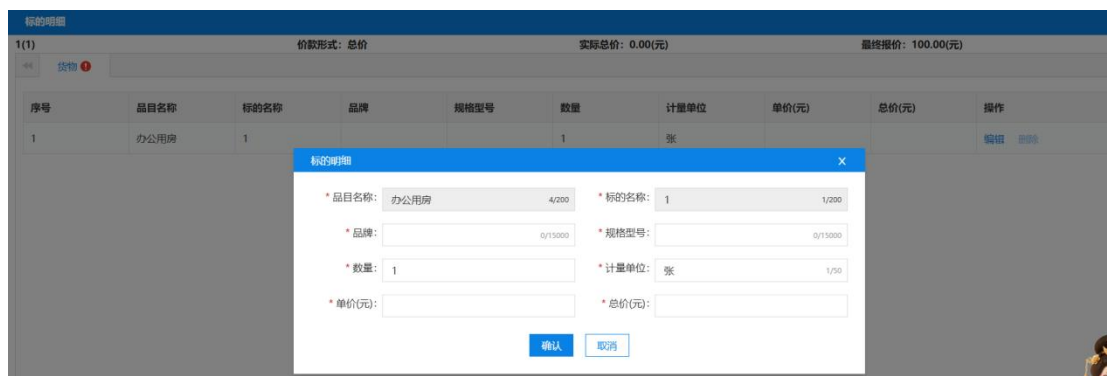 标的明细
1(1) 价款形式：总价 实际总价：0.00(元) 最终报价：100.00(元)
货物
序号 品目名称 标的名称 品牌 规格型号 数量 计量单位 单价(元) 总价(元) 操作
1 办公用房 1 1 张 编辑 删除
标的明细 X
* 品目名称： 办公用房 4/200 * 标的名称： 1 1/200
* 品牌： 0/15000 * 规格型号： 0/15000
* 数量： 1 * 计量单位： 张 1/50
* 单价(元)： * 总价(元)：
确认 取消